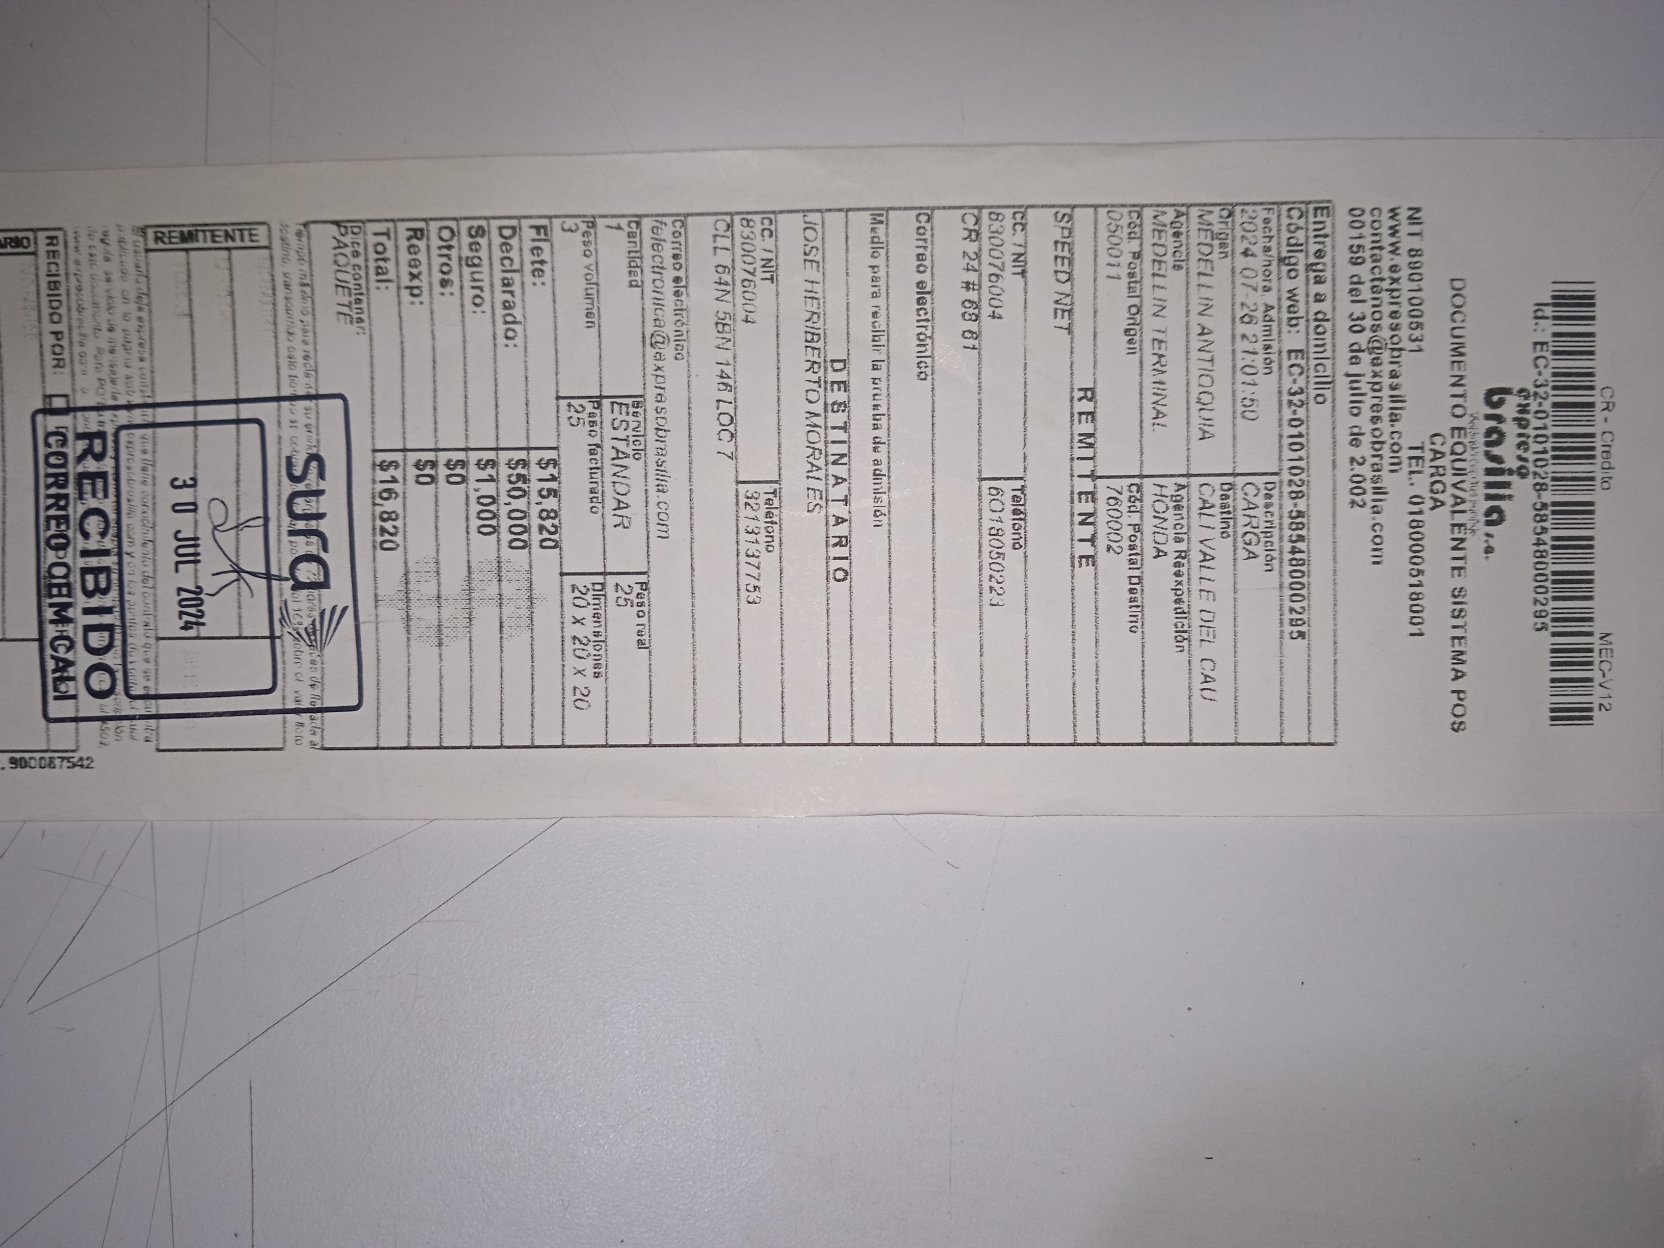 CR - Credito MEC-V12
Id.: EC-32-0101028-58548000295
expreso
brasilia s.a.
DOCUMENTO EQUIVALENTE SISTEMA POS
CARGA
NIT 890100531 TEL. 018000518001
www.expresobrasilia.com
contactenos@expresobrasilia.com
00159 del 30 de julio de 2.002
Entrega a domicilio
Código web: EC-32-0101028-58548000295
Fecha/hora Admisión Descripción
2024-07-26 21:01:50 CARGA
Origen Destino
MEDELLIN ANTIOQUIA CALI VALLE DEL CAU
Agencia Agencia Reexpedición
MEDELLIN TERMINAL HONDA
Cód. Postal Origen Cód. Postal Destino
050011 760002
REMITENTE
SPEED NET
CC. / NIT Teléfono
830076004 6018050223
CR 24 # 68 61
Correo electrónico
Medio para recibir la prueba de admisión
DESTINATARIO
JOSE HERIBERTO MORALES
CC. / NIT Teléfono
830076004 3213137753
CLL 64N 5BN 146 LOC 7
Correo electrónico
felectronica@expresobrasilia.com
Cantidad Servicio Peso real
1 ESTANDAR 25
Peso volumen Peso facturado Dimensiones
3 25 20 X 20 X 20
Flete: $15,820
Declarado: $50,000
Seguro: $1,000
Otros: $0
Reexp: $0
Total: $16,820
Dice contener:
PAQUETE
sura
REMITENTE
30 JUL 2024
RECIBIDO
RECIBIDO POR:
CORREO OEM CALI
.900087542